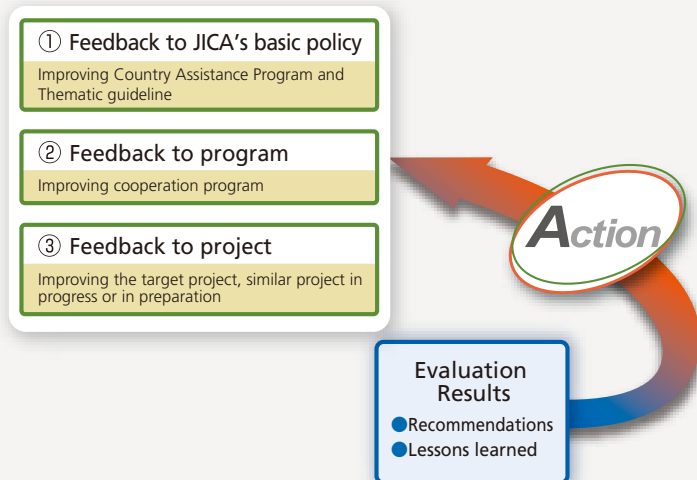 ① Feedback to JICA's basic policy
Improving Country Assistance Program and
Thematic guideline
② Feedback to program
Improving cooperation program
③ Feedback to project
Improving the target project, similar project in
progress or in preparation
Action
Evaluation
Results
●Recommendations
●Lessons learned